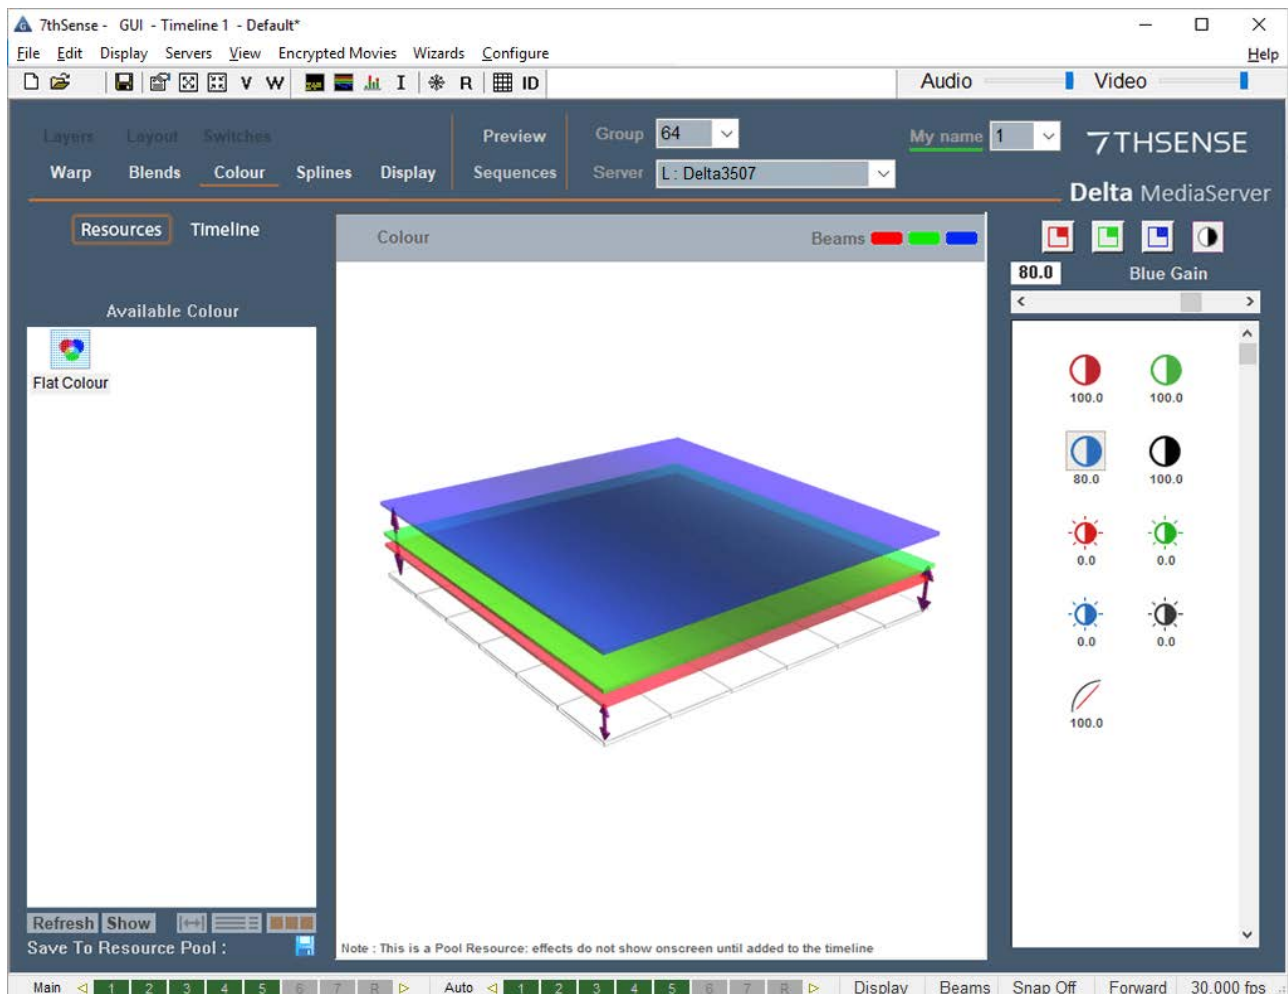 7thSense - GUI - Timeline 1 - Default*
File Edit Display Servers View Encrypted Movies Wizards Configure Help
V W I R ID Audio Video
Layers Layout Switches Preview Group 64 My name 1 7THSENSE
Warp Blends Colour Splines Display Sequences Server L : Delta3507
Delta MediaServer
Resources Timeline
Colour Beams
80.0 Blue Gain
Available Colour
Flat Colour
100.0 100.0
80.0 100.0
0.0 0.0
0.0 0.0
100.0
Refresh Show
Save To Resource Pool :
Note : This is a Pool Resource: effects do not show onscreen until added to the timeline
Main 1 2 3 4 5 6 7 R Auto 1 2 3 4 5 6 7 R Display Beams Snap Off Forward 30.000 fps